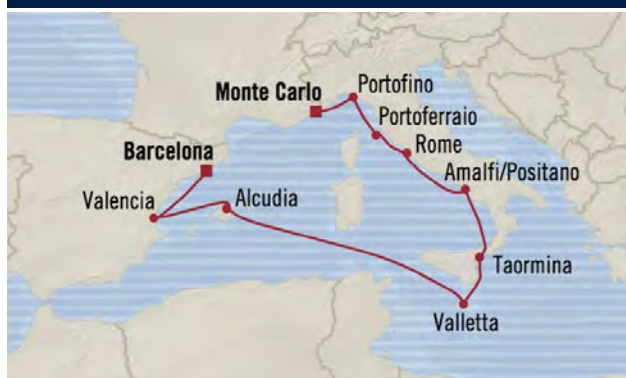 Portofino
Monte Carlo
Portoferraio
Rome
Barcelona
Amalfi/Positano
Valencia
Alcudia
Taormina
Valletta